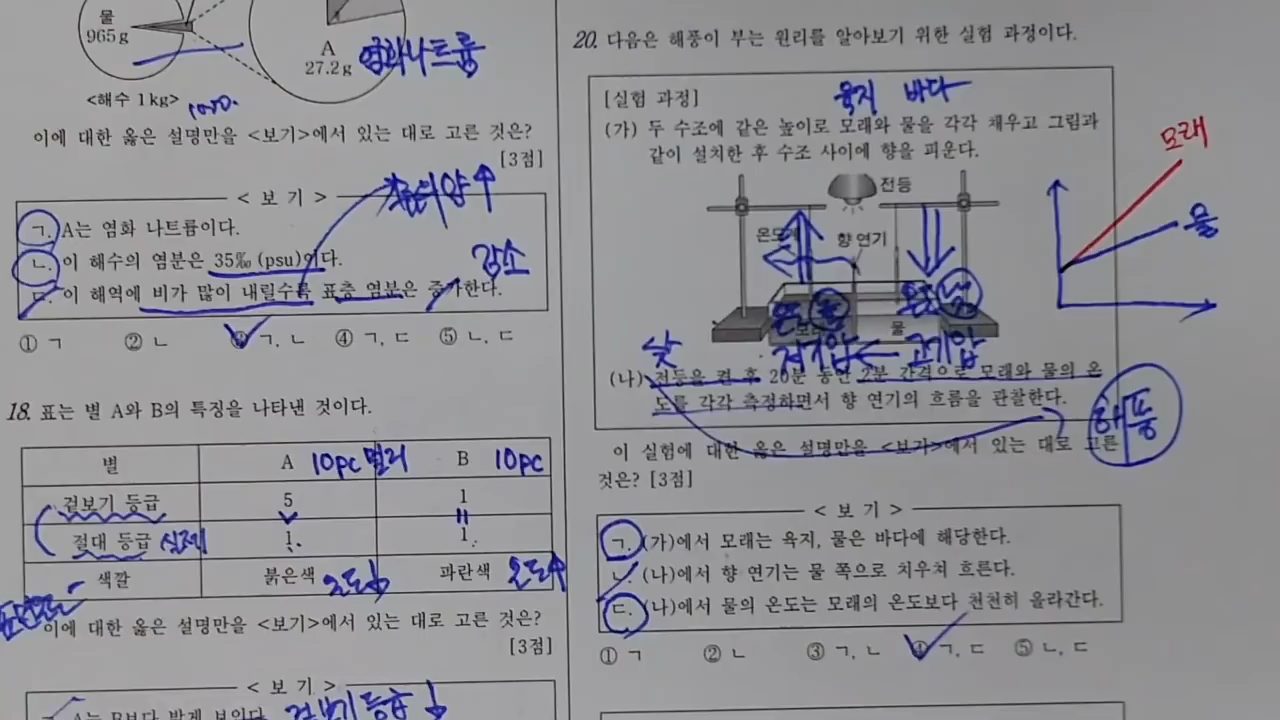 물
965 g
A
27.2 g
염화나트륨
<해수 1 kg>
이에 대한 옳은 설명만을 <보기>에서 있는 대로 고른 것은?
[3점]
< 보 기 >
ㄱ. A는 염화 나트륨이다.
ㄴ. 이 해수의 염분은 35‰ (psu)이다.
감소
ㄷ. 이 해역에 비가 많이 내릴수록 표층 염분은 증가한다.
① ㄱ ② ㄴ ③ ㄱ, ㄴ ④ ㄱ, ㄷ ⑤ ㄴ, ㄷ
18. 표는 별 A와 B의 특징을 나타낸 것이다.
별 A 10pc 멀리 B 10pc
겉보기 등급 5 1
절대 등급 실제 1 1
색깔 붉은색 온도↓ 파란색 온도↑
표면온도
이에 대한 옳은 설명만을 <보기>에서 있는 대로 고른 것은?
[3점]
< 보 기 >
A는 B보다 밝게 보인다. 겉보기 등급 ↓
20. 다음은 해풍이 부는 원리를 알아보기 위한 실험 과정이다.
[실험 과정]
육지 바다
(가) 두 수조에 같은 높이로 모래와 물을 각각 채우고 그림과
같이 설치한 후 수조 사이에 향을 피운다.
전등
온도계
향 연기
물
저기압 ← 고기압
낮
(나) 전등을 켠 후 20분 동안 2분 간격으로 모래와 물의 온
도를 각각 측정하면서 향 연기의 흐름을 관찰한다.
해풍
모래
물
이 실험에 대한 옳은 설명만을 <보기>에서 있는 대로 고른
것은? [3점]
< 보 기 >
ㄱ. (가)에서 모래는 육지, 물은 바다에 해당한다.
ㄴ. (나)에서 향 연기는 물 쪽으로 치우쳐 흐른다.
ㄷ. (나)에서 물의 온도는 모래의 온도보다 천천히 올라간다.
① ㄱ ② ㄴ ③ ㄱ, ㄴ ④ ㄱ, ㄷ ⑤ ㄴ, ㄷ